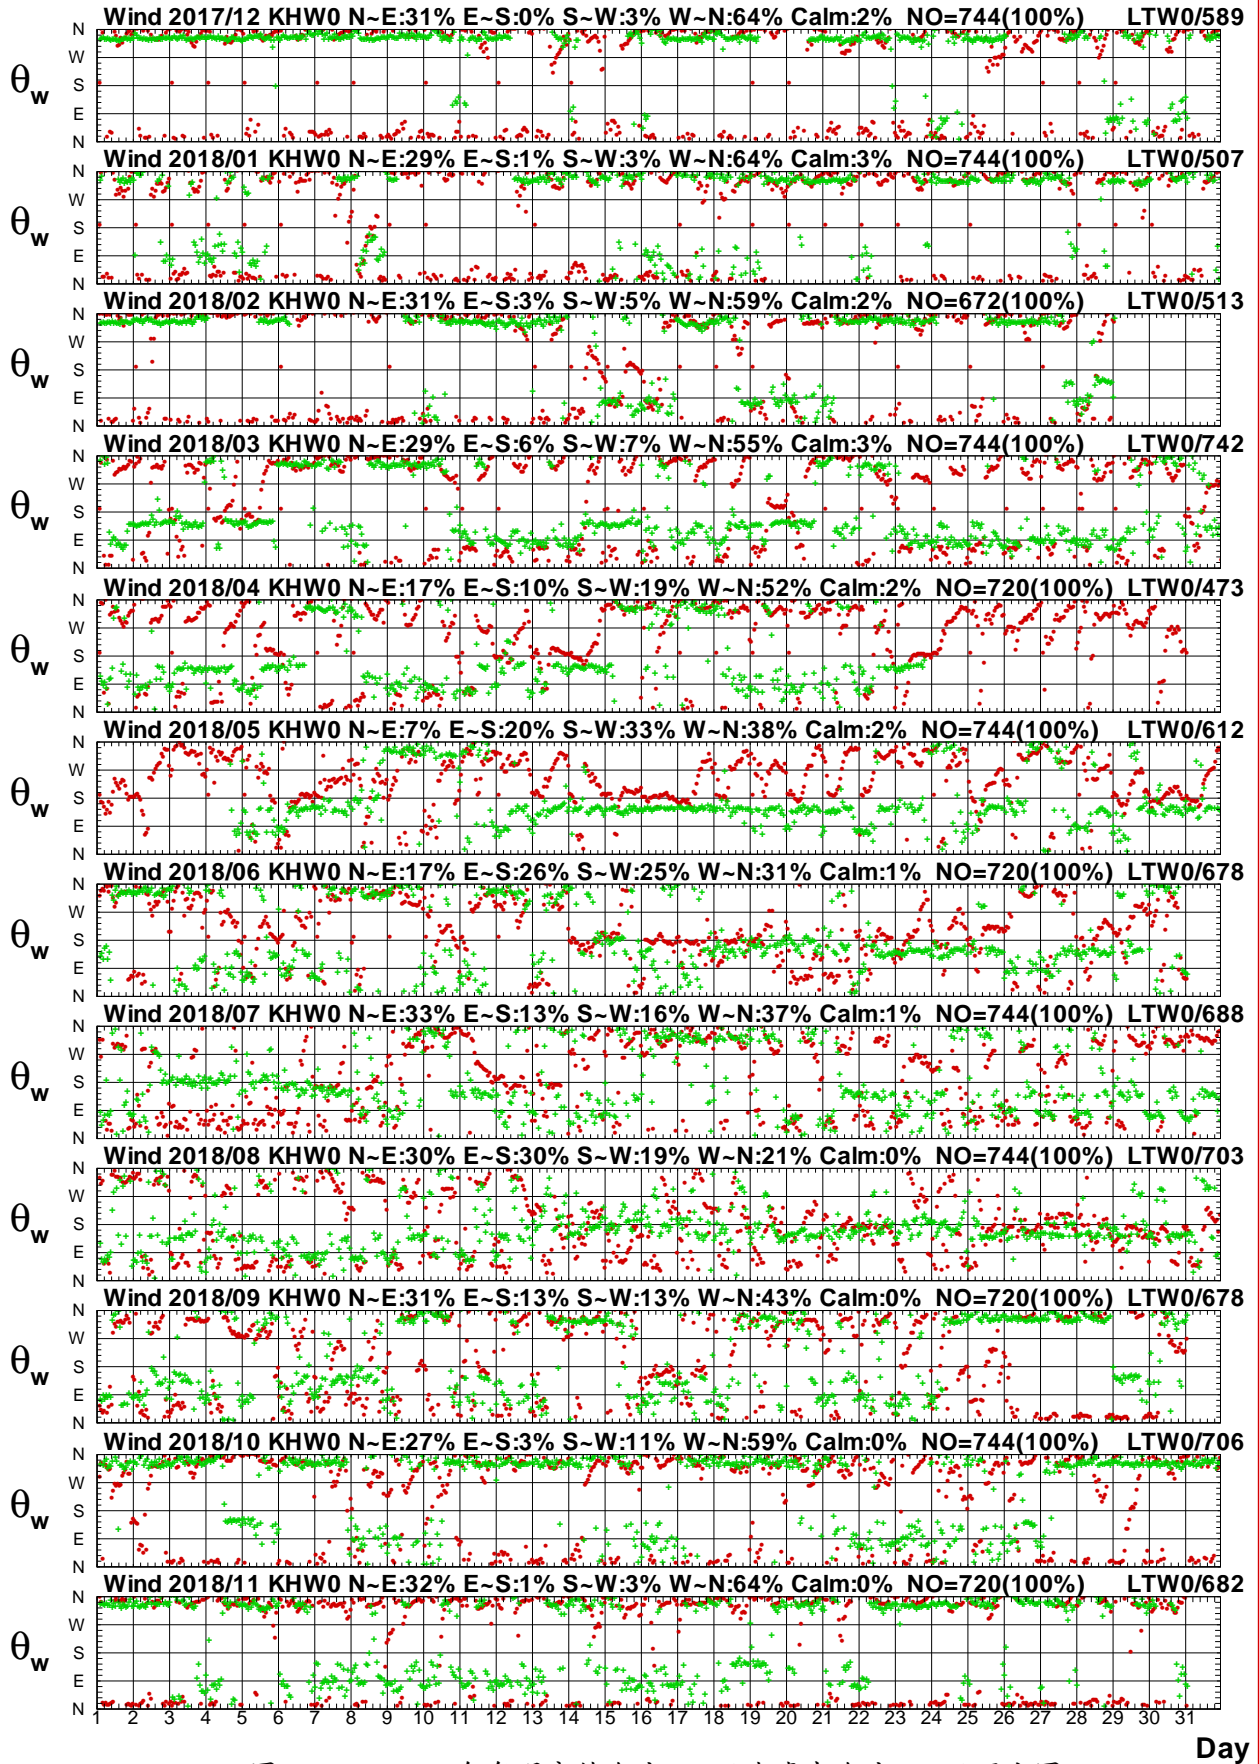 Wind 2017/12 KHW0 N~E:31% E~S:0% S~W:3% W~N:64% Calm:2% NO=744(100%) LTW0/589
N
W
S
E
N
θw
Wind 2018/01 KHW0 N~E:29% E~S:1% S~W:3% W~N:64% Calm:3% NO=744(100%) LTW0/507
N
W
S
E
N
θw
Wind 2018/02 KHW0 N~E:31% E~S:3% S~W:5% W~N:59% Calm:2% NO=672(100%) LTW0/513
N
W
S
E
N
θw
Wind 2018/03 KHW0 N~E:29% E~S:6% S~W:7% W~N:55% Calm:3% NO=744(100%) LTW0/742
N
W
S
E
N
θw
Wind 2018/04 KHW0 N~E:17% E~S:10% S~W:19% W~N:52% Calm:2% NO=720(100%) LTW0/473
N
W
S
E
N
θw
Wind 2018/05 KHW0 N~E:7% E~S:20% S~W:33% W~N:38% Calm:2% NO=744(100%) LTW0/612
N
W
S
E
N
θw
Wind 2018/06 KHW0 N~E:17% E~S:26% S~W:25% W~N:31% Calm:1% NO=720(100%) LTW0/678
N
W
S
E
N
θw
Wind 2018/07 KHW0 N~E:33% E~S:13% S~W:16% W~N:37% Calm:1% NO=744(100%) LTW0/688
N
W
S
E
N
θw
Wind 2018/08 KHW0 N~E:30% E~S:30% S~W:19% W~N:21% Calm:0% NO=744(100%) LTW0/703
N
W
S
E
N
θw
Wind 2018/09 KHW0 N~E:31% E~S:13% S~W:13% W~N:43% Calm:0% NO=720(100%) LTW0/678
N
W
S
E
N
θw
Wind 2018/10 KHW0 N~E:27% E~S:3% S~W:11% W~N:59% Calm:0% NO=744(100%) LTW0/706
N
W
S
E
N
θw
Wind 2018/11 KHW0 N~E:32% E~S:1% S~W:3% W~N:64% Calm:0% NO=720(100%) LTW0/682
N
W
S
E
N
θw
1 2 3 4 5 6 7 8 9 10 11 12 13 14 15 16 17 18 19 20 21 22 23 24 25 26 27 28 29 30 31
Day